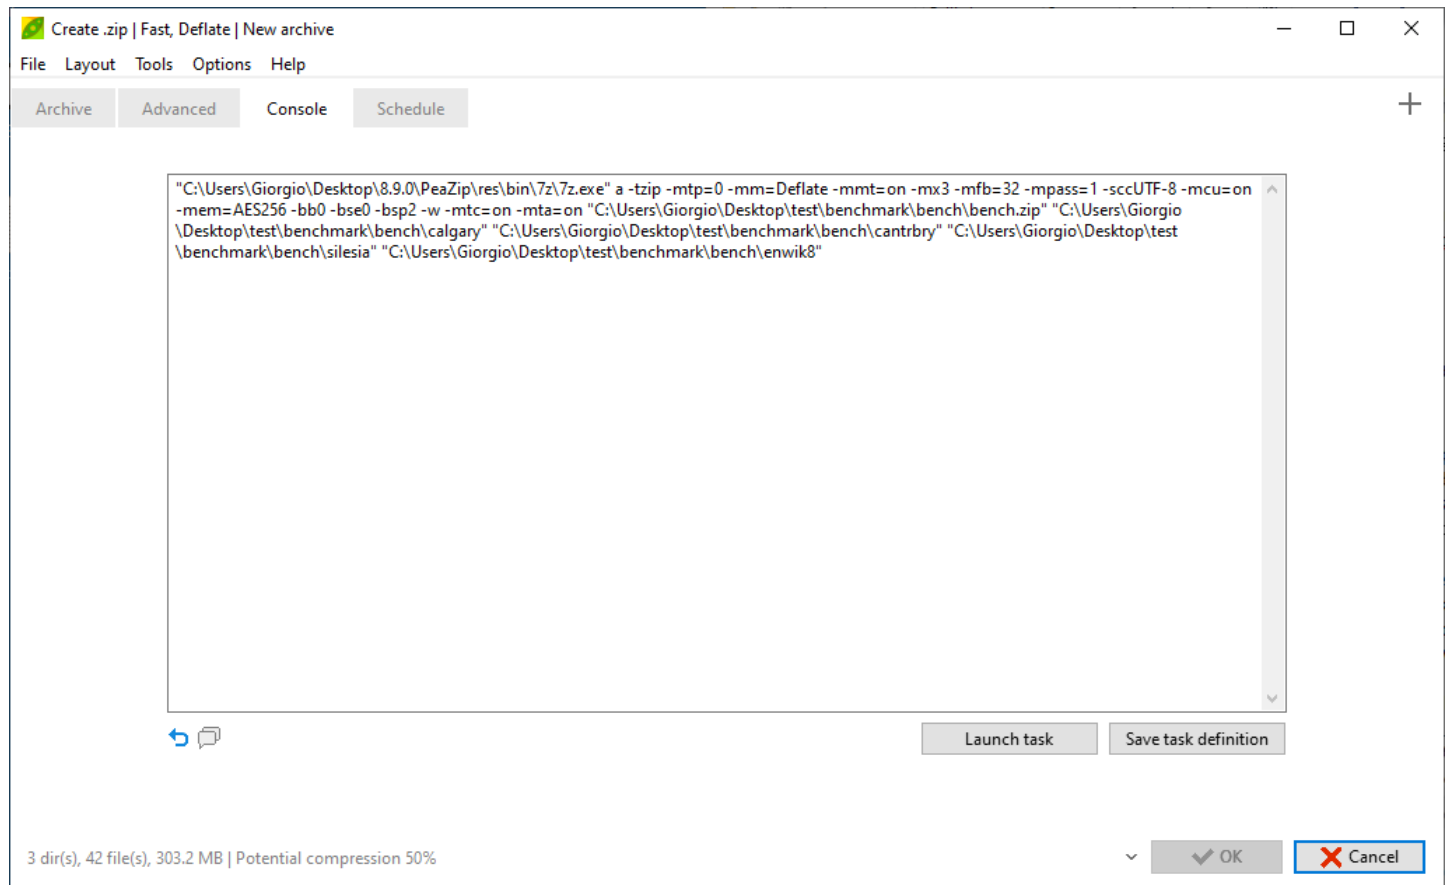 Create .zip | Fast, Deflate | New archive
File Layout Tools Options Help
Archive Advanced Console Schedule
"C:\Users\Giorgio\Desktop\8.9.0\PeaZip\res\bin\7z\7z.exe" a -tzip -mtp=0 -mm=Deflate -mmt=on -mx3 -mfb=32 -mpass=1 -sccUTF-8 -mcu=on
-mem=AES256 -bb0 -bse0 -bsp2 -w -mtc=on -mta=on "C:\Users\Giorgio\Desktop\test\benchmark\bench\bench.zip" "C:\Users\Giorgio
\Desktop\test\benchmark\bench\calgary" "C:\Users\Giorgio\Desktop\test\benchmark\bench\cantrbry" "C:\Users\Giorgio\Desktop\test
\benchmark\bench\silesia" "C:\Users\Giorgio\Desktop\test\benchmark\bench\enwik8"
Launch task Save task definition
3 dir(s), 42 file(s), 303.2 MB | Potential compression 50% OK Cancel